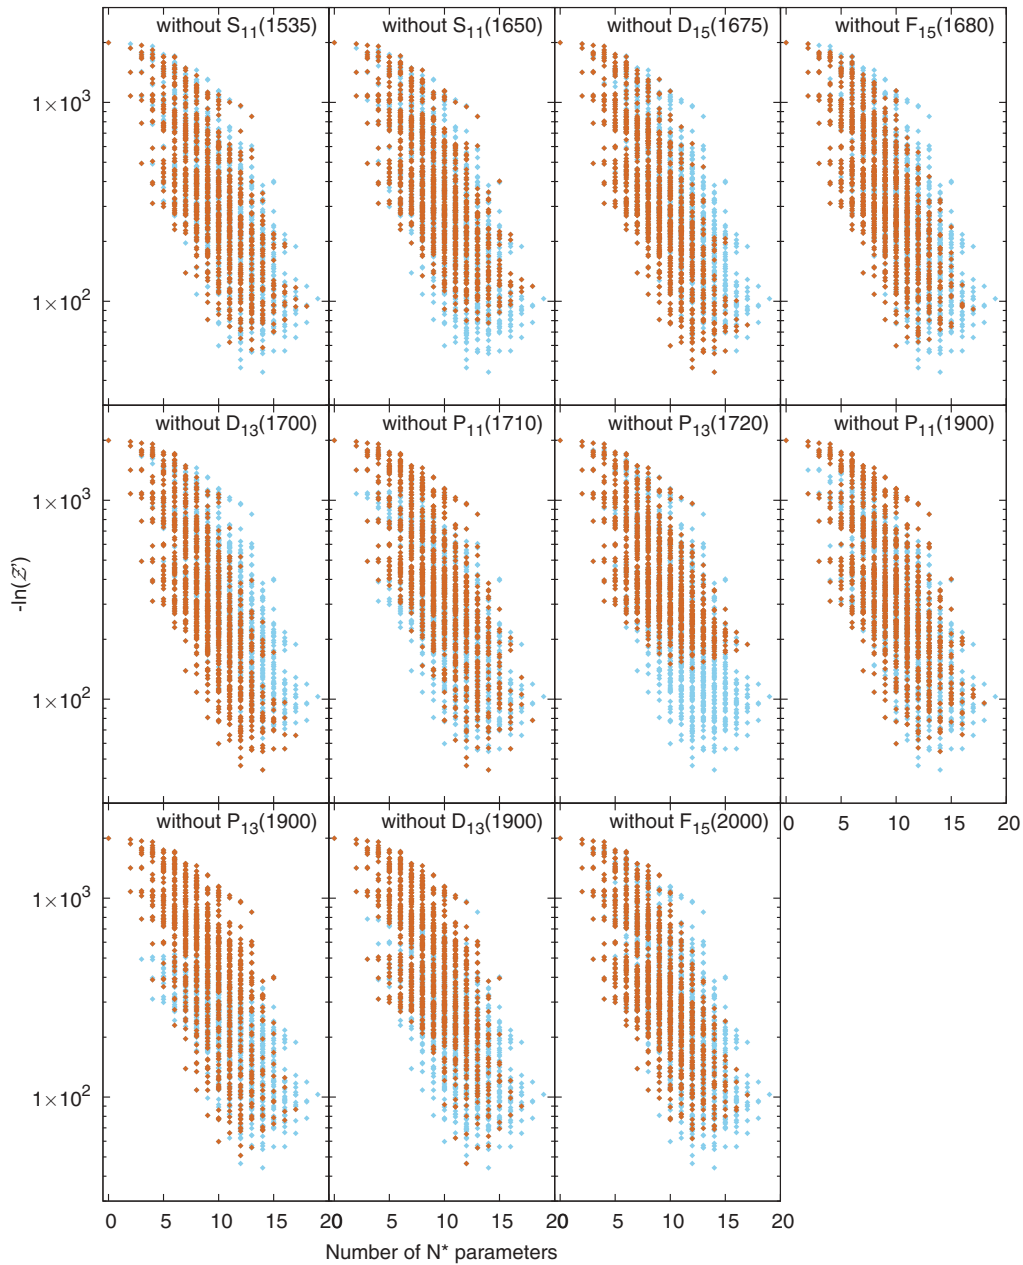 without S₁₁(1535)
without S₁₁(1650)
without D₁₅(1675)
without F₁₅(1680)
1×10³
1×10²
without D₁₃(1700)
without P₁₁(1710)
without P₁₃(1720)
without P₁₁(1900)
1×10³
-ln(𝒵')
1×10²
0 5 10 15 20
without P₁₃(1900)
without D₁₃(1900)
without F₁₅(2000)
1×10³
1×10²
0 5 10 15 20
0 5 10 15 20
0 5 10 15 20
Number of N* parameters